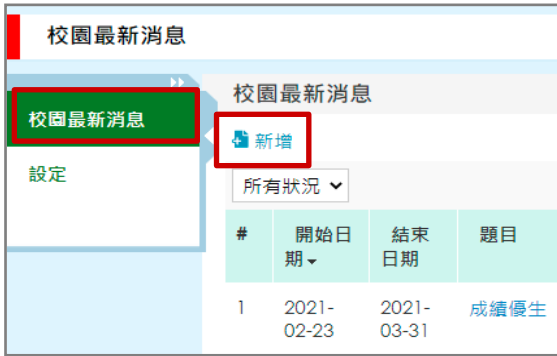 校園最新消息
校園最新消息
設定
校園最新消息
新增
所有狀況
# 開始日期 結束日期 題目
1 2021-02-23 2021-03-31 成績優生